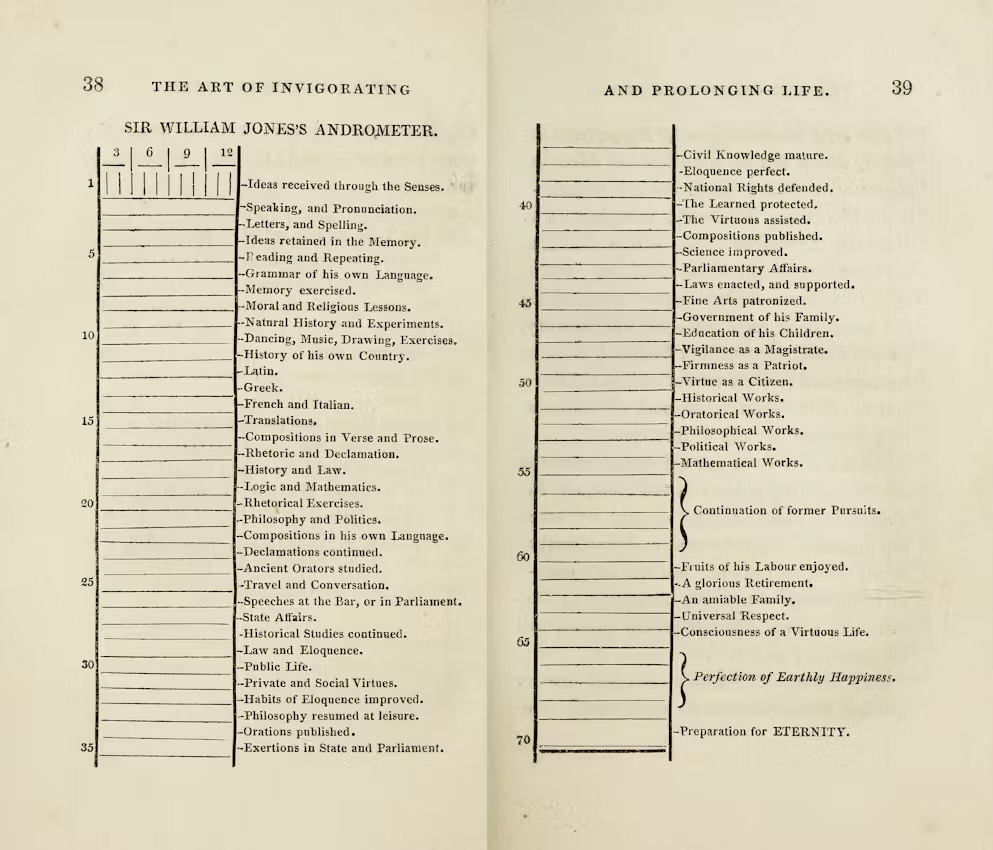 38 THE ART OF INVIGORATING
SIR WILLIAM JONES'S ANDROMETER.
3 | 6 | 9 | 12
1 -Ideas received through the Senses.
-Speaking, and Pronunciation.
-Letters, and Spelling.
-Ideas retained in the Memory.
5 -Reading and Repeating.
-Grammar of his own Language.
-Memory exercised.
-Moral and Religious Lessons.
-Natural History and Experiments.
10 -Dancing, Music, Drawing, Exercises.
-History of his own Country.
-Latin.
-Greek.
-French and Italian.
15 -Translations.
-Compositions in Verse and Prose.
-Rhetoric and Declamation.
-History and Law.
-Logic and Mathematics.
20 -Rhetorical Exercises.
-Philosophy and Politics.
-Compositions in his own Language.
-Declamations continued.
-Ancient Orators studied.
25 -Travel and Conversation.
-Speeches at the Bar, or in Parliament.
-State Affairs.
-Historical Studies continued.
-Law and Eloquence.
30 -Public Life.
-Private and Social Virtues.
-Habits of Eloquence improved.
-Philosophy resumed at leisure.
-Orations published.
35 -Exertions in State and Parliament.
AND PROLONGING LIFE. 39
-Civil Knowledge mature.
-Eloquence perfect.
-National Rights defended.
40 -The Learned protected.
-The Virtuous assisted.
-Compositions published.
-Science improved.
-Parliamentary Affairs.
-Laws enacted, and supported.
45 -Fine Arts patronized.
-Government of his Family.
-Education of his Children.
-Vigilance as a Magistrate.
-Firmness as a Patriot.
50 -Virtue as a Citizen.
-Historical Works.
-Oratorical Works.
-Philosophical Works.
-Political Works.
-Mathematical Works.
55
Continuation of former Pursuits.
60
-Fruits of his Labour enjoyed.
-A glorious Retirement.
-An amiable Family.
-Universal Respect.
-Consciousness of a Virtuous Life.
65
Perfection of Earthly Happiness.
-Preparation for ETERNITY.
70